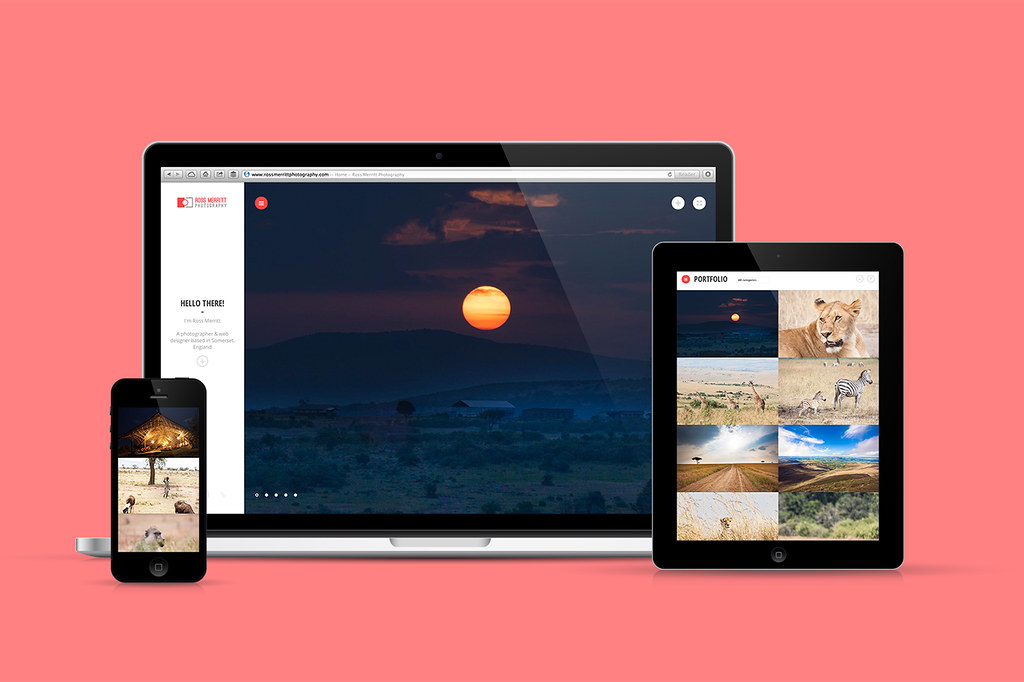 www.rossmerrittphotography.com — Home - Ross Merritt Photography
Reader
ROSS MERRITT
PHOTOGRAPHY
HELLO THERE!
I'm Ross Merritt
A photographer & web
designer based in Somerset,
England
PORTFOLIO
All categories